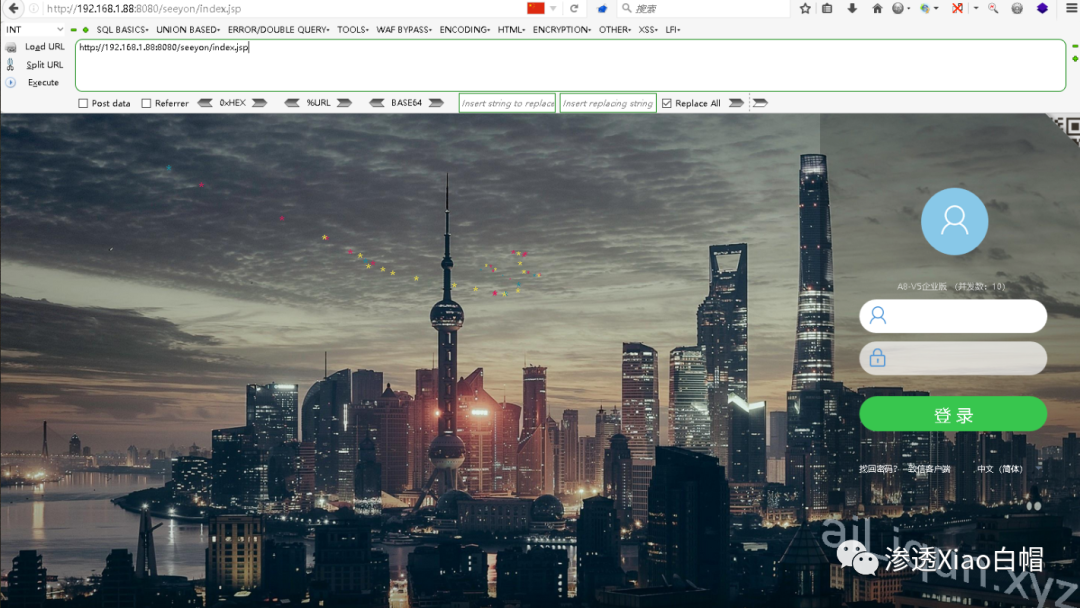 http://192.168.1.88:8080/seeyon/index.jsp
搜索
INT
SQL BASICS
UNION BASED
ERROR/DOUBLE QUERY
TOOLS
WAF BYPASS
ENCODING
HTML
ENCRYPTION
OTHER
XSS
LFI
Load URL
http://192.168.1.88:8080/seeyon/index.jsp
Split URL
Execute
Post data
Referrer
0xHEX
%URL
BASE64
Insert string to replace
Insert replacing string
Replace All
A8-V5企业版 (并发数：10)
登 录
找回密码?
致信客户端
中文（简体）
渗透Xiao白帽